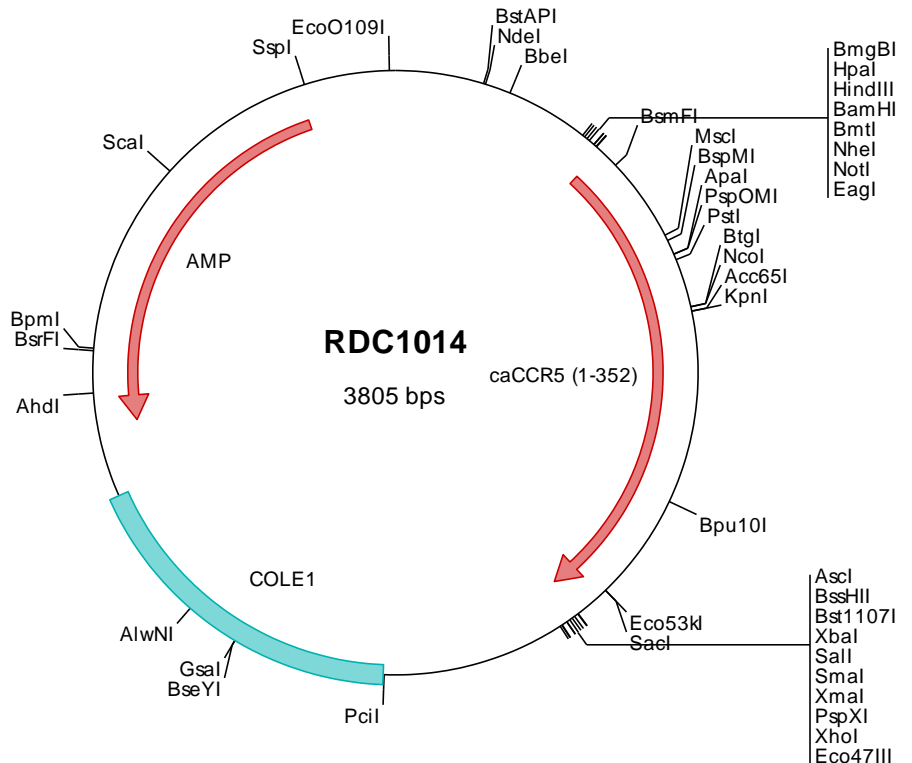 EcoO109I
SspI
ScaI
BstAPI
NdeI
BbeI
BsmFI
BmgBI
HpaI
HindIII
BamHI
BmtI
NheI
NotI
EagI
MscI
BspMI
ApaI
PspOMI
PstI
BtgI
NcoI
Acc65I
KpnI
AMP
BpmI
BsrFI
AhdI
RDC1014
3805 bps
caCCR5 (1-352)
Bpu10I
COLE1
AlwNI
GsaI
BseYI
PciI
Eco53kI
SacI
AscI
BssHII
Bst1107I
XbaI
SalI
SmaI
XmaI
PspXI
XhoI
Eco47III